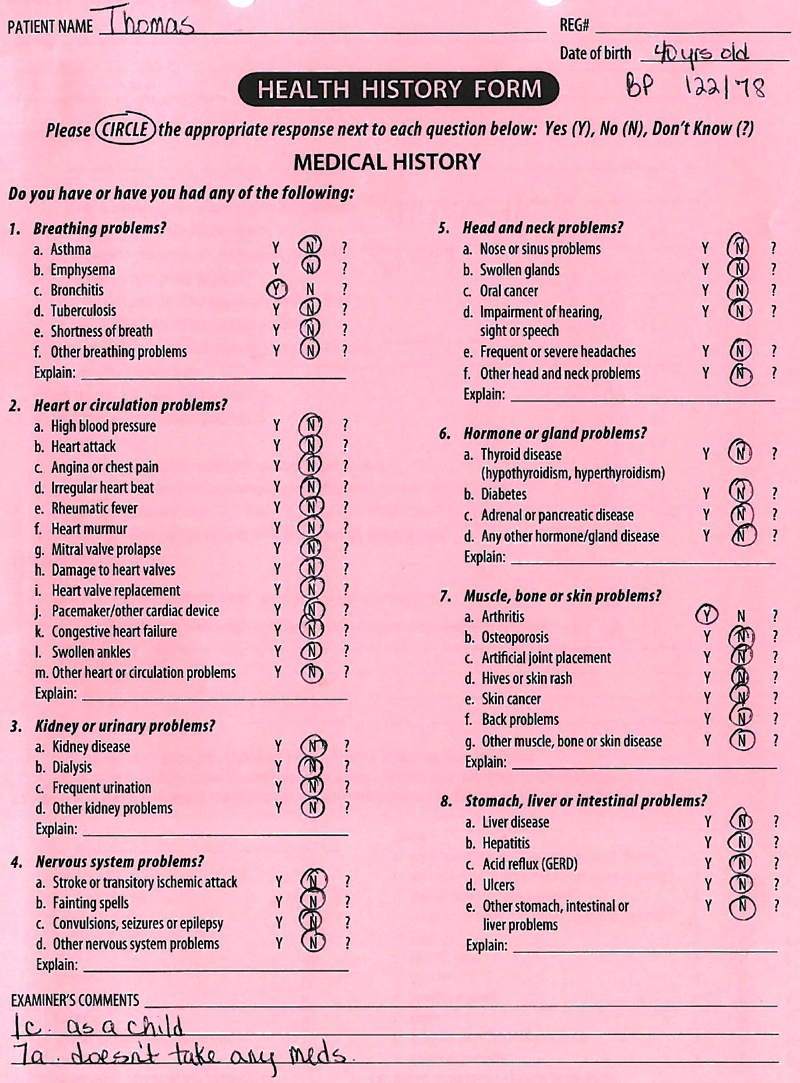 PATIENT NAME Thomas REG#
Date of birth 40 yrs old
HEALTH HISTORY FORM BP 122/78
Please CIRCLE the appropriate response next to each question below: Yes (Y), No (N), Don't Know (?)
MEDICAL HISTORY
Do you have or have you had any of the following:
1. Breathing problems?
a. Asthma Y N ?
b. Emphysema Y N ?
c. Bronchitis Y N ?
d. Tuberculosis Y N ?
e. Shortness of breath Y N ?
f. Other breathing problems Y N ?
Explain:
2. Heart or circulation problems?
a. High blood pressure Y N ?
b. Heart attack Y N ?
c. Angina or chest pain Y N ?
d. Irregular heart beat Y N ?
e. Rheumatic fever Y N ?
f. Heart murmur Y N ?
g. Mitral valve prolapse Y N ?
h. Damage to heart valves Y N ?
i. Heart valve replacement Y N ?
j. Pacemaker/other cardiac device Y N ?
k. Congestive heart failure Y N ?
l. Swollen ankles Y N ?
m. Other heart or circulation problems Y N ?
Explain:
3. Kidney or urinary problems?
a. Kidney disease Y N ?
b. Dialysis Y N ?
c. Frequent urination Y N ?
d. Other kidney problems Y N ?
Explain:
4. Nervous system problems?
a. Stroke or transitory ischemic attack Y N ?
b. Fainting spells Y N ?
c. Convulsions, seizures or epilepsy Y N ?
d. Other nervous system problems Y N ?
Explain:
5. Head and neck problems?
a. Nose or sinus problems Y N ?
b. Swollen glands Y N ?
c. Oral cancer Y N ?
d. Impairment of hearing, Y N ?
sight or speech
e. Frequent or severe headaches Y N ?
f. Other head and neck problems Y N ?
Explain:
6. Hormone or gland problems?
a. Thyroid disease Y N ?
(hypothyroidism, hyperthyroidism)
b. Diabetes Y N ?
c. Adrenal or pancreatic disease Y N ?
d. Any other hormone/gland disease Y N ?
Explain:
7. Muscle, bone or skin problems?
a. Arthritis Y N ?
b. Osteoporosis Y N ?
c. Artificial joint placement Y N ?
d. Hives or skin rash Y N ?
e. Skin cancer Y N ?
f. Back problems Y N ?
g. Other muscle, bone or skin disease Y N ?
Explain:
8. Stomach, liver or intestinal problems?
a. Liver disease Y N ?
b. Hepatitis Y N ?
c. Acid reflux (GERD) Y N ?
d. Ulcers Y N ?
e. Other stomach, intestinal or Y N ?
liver problems
Explain:
EXAMINER'S COMMENTS
1c. as a child
7a. doesn't take any meds.